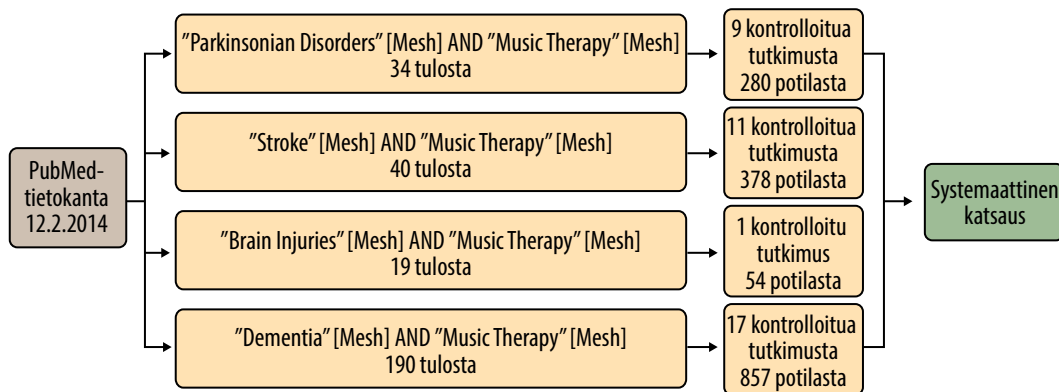 PubMed-
tietokanta
12.2.2014
”Parkinsonian Disorders” [Mesh] AND ”Music Therapy” [Mesh]
34 tulosta
9 kontrolloitua
tutkimusta
280 potilasta
”Stroke” [Mesh] AND ”Music Therapy” [Mesh]
40 tulosta
11 kontrolloitua
tutkimusta
378 potilasta
”Brain Injuries” [Mesh] AND ”Music Therapy” [Mesh]
19 tulosta
1 kontrolloitu
tutkimus
54 potilasta
”Dementia” [Mesh] AND ”Music Therapy” [Mesh]
190 tulosta
17 kontrolloitua
tutkimusta
857 potilasta
Systemaattinen
katsaus